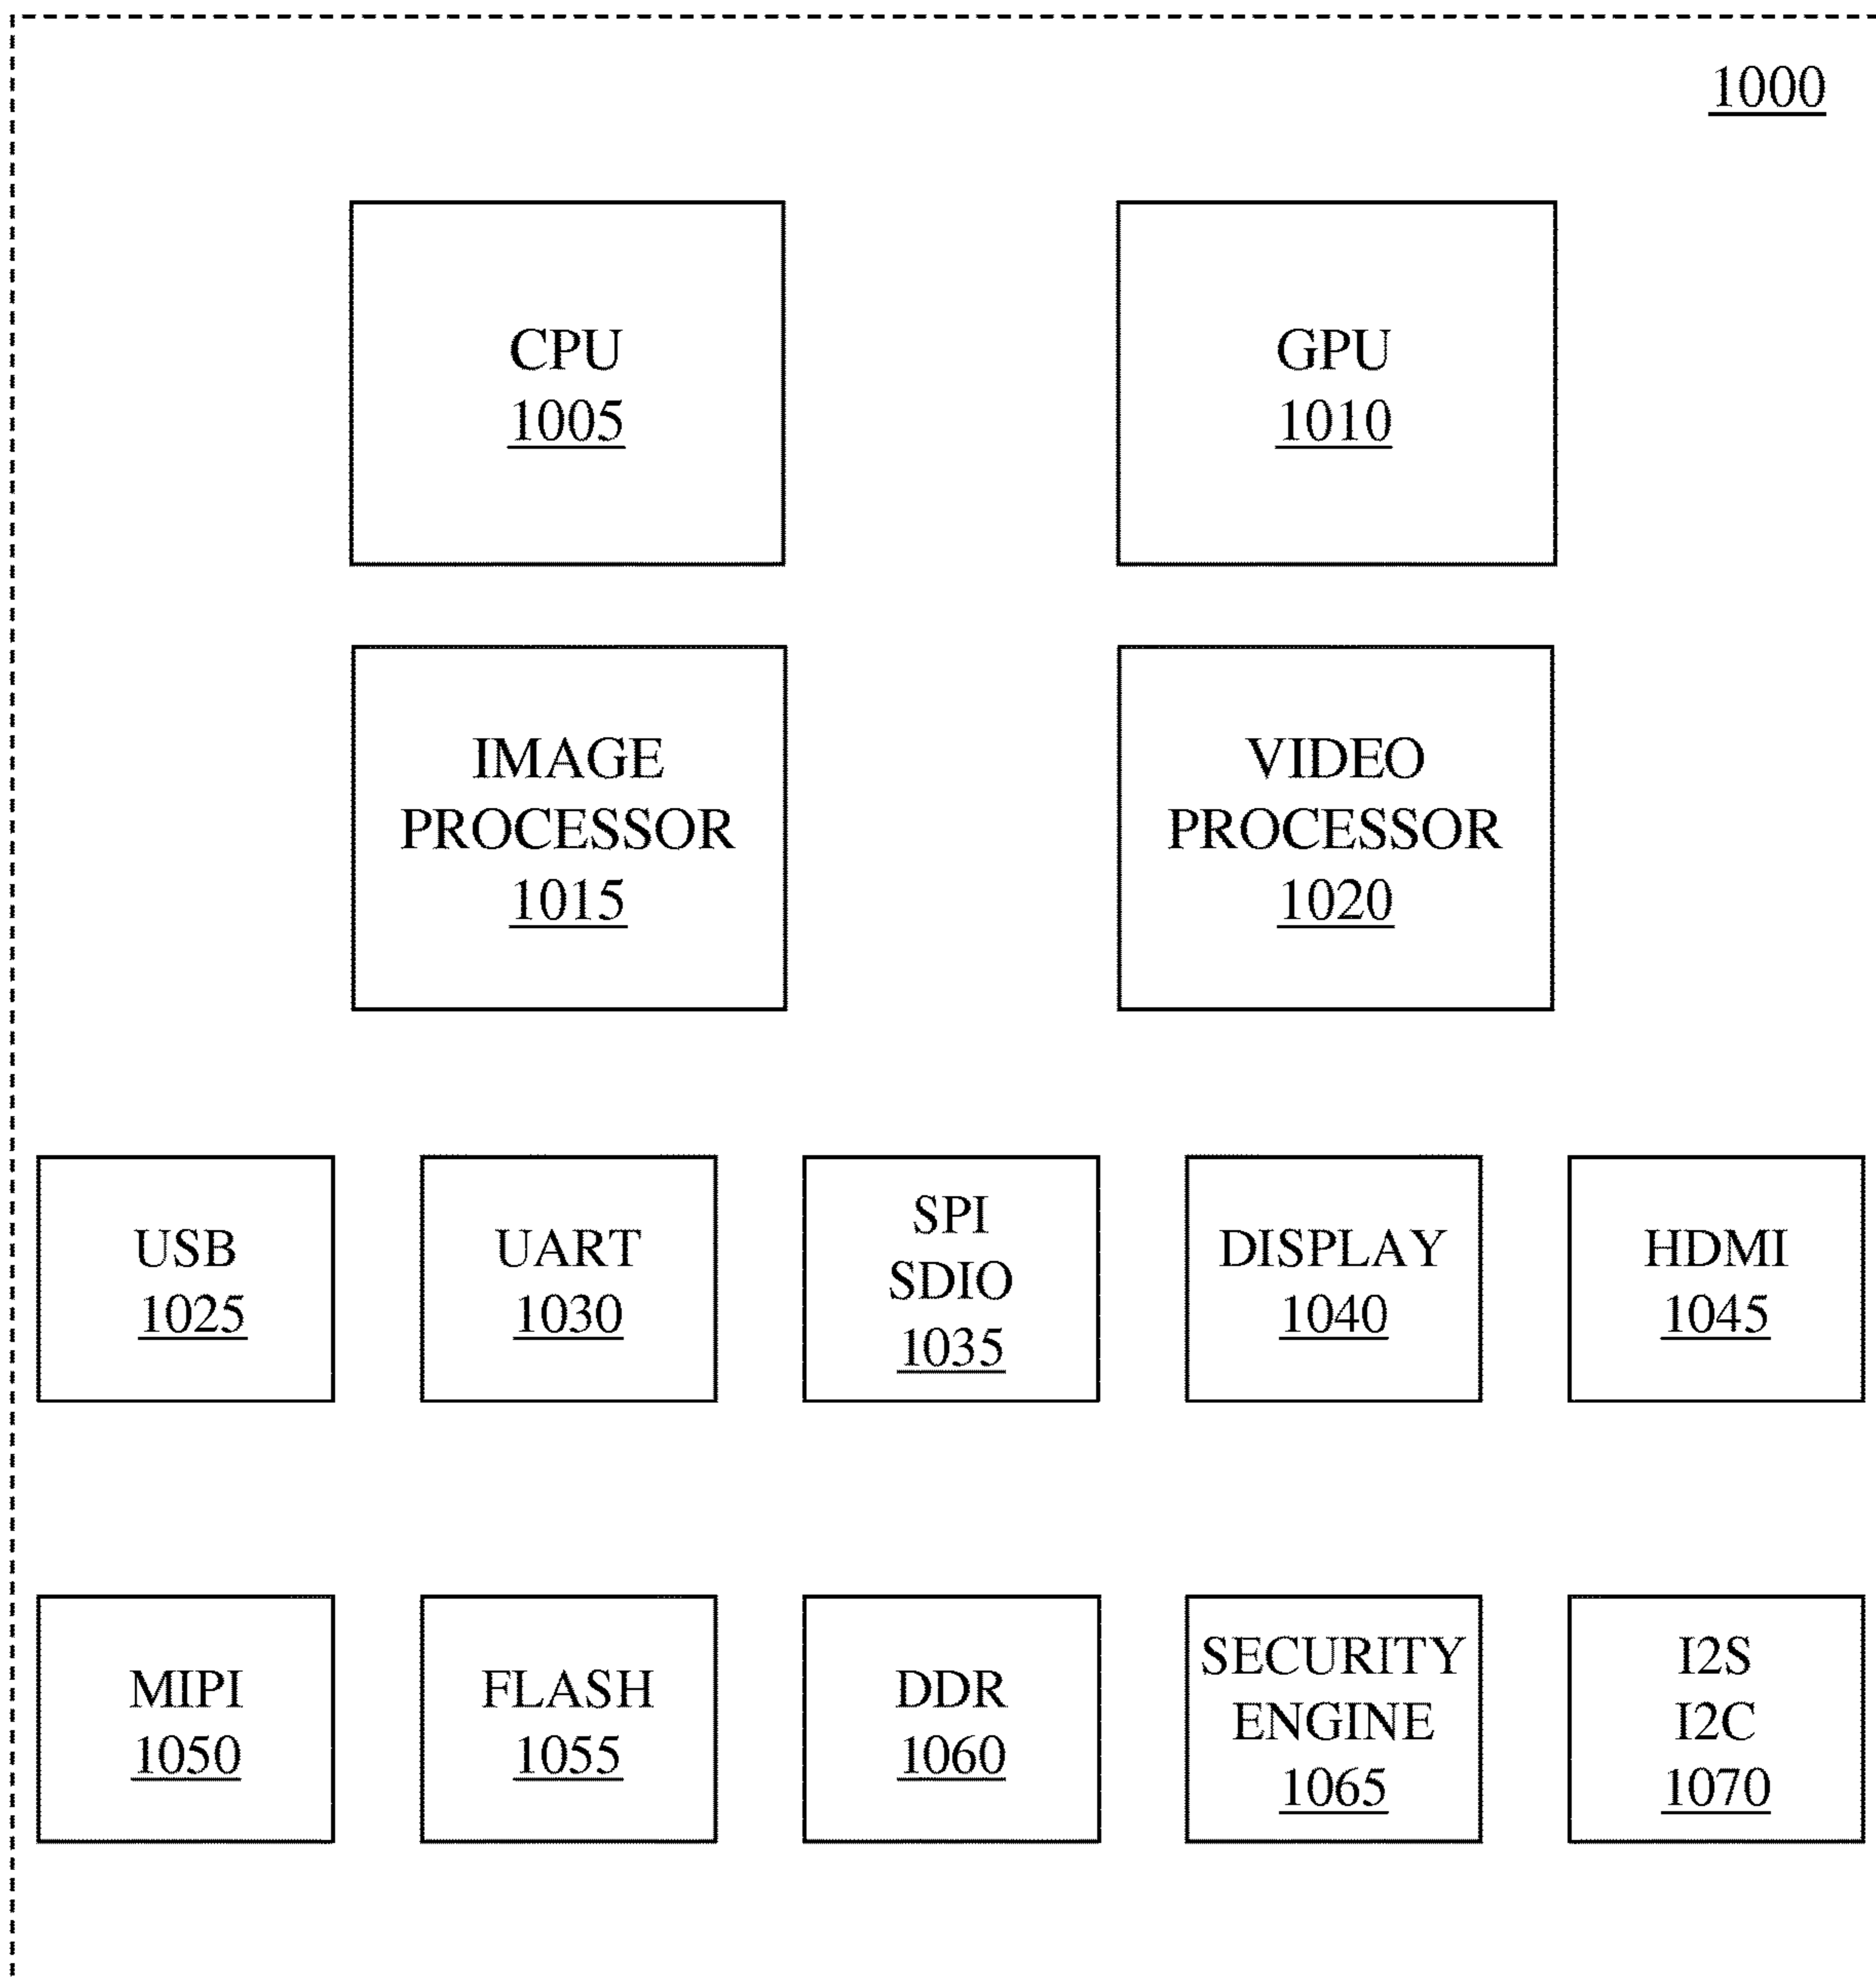 1000
CPU
1005
GPU
1010
IMAGE
PROCESSOR
1015
VIDEO
PROCESSOR
1020
USB
1025
UART
1030
SPI
SDIO
1035
DISPLAY
1040
HDMI
1045
MIPI
1050
FLASH
1055
DDR
1060
SECURITY
ENGINE
1065
I2S
I2C
1070